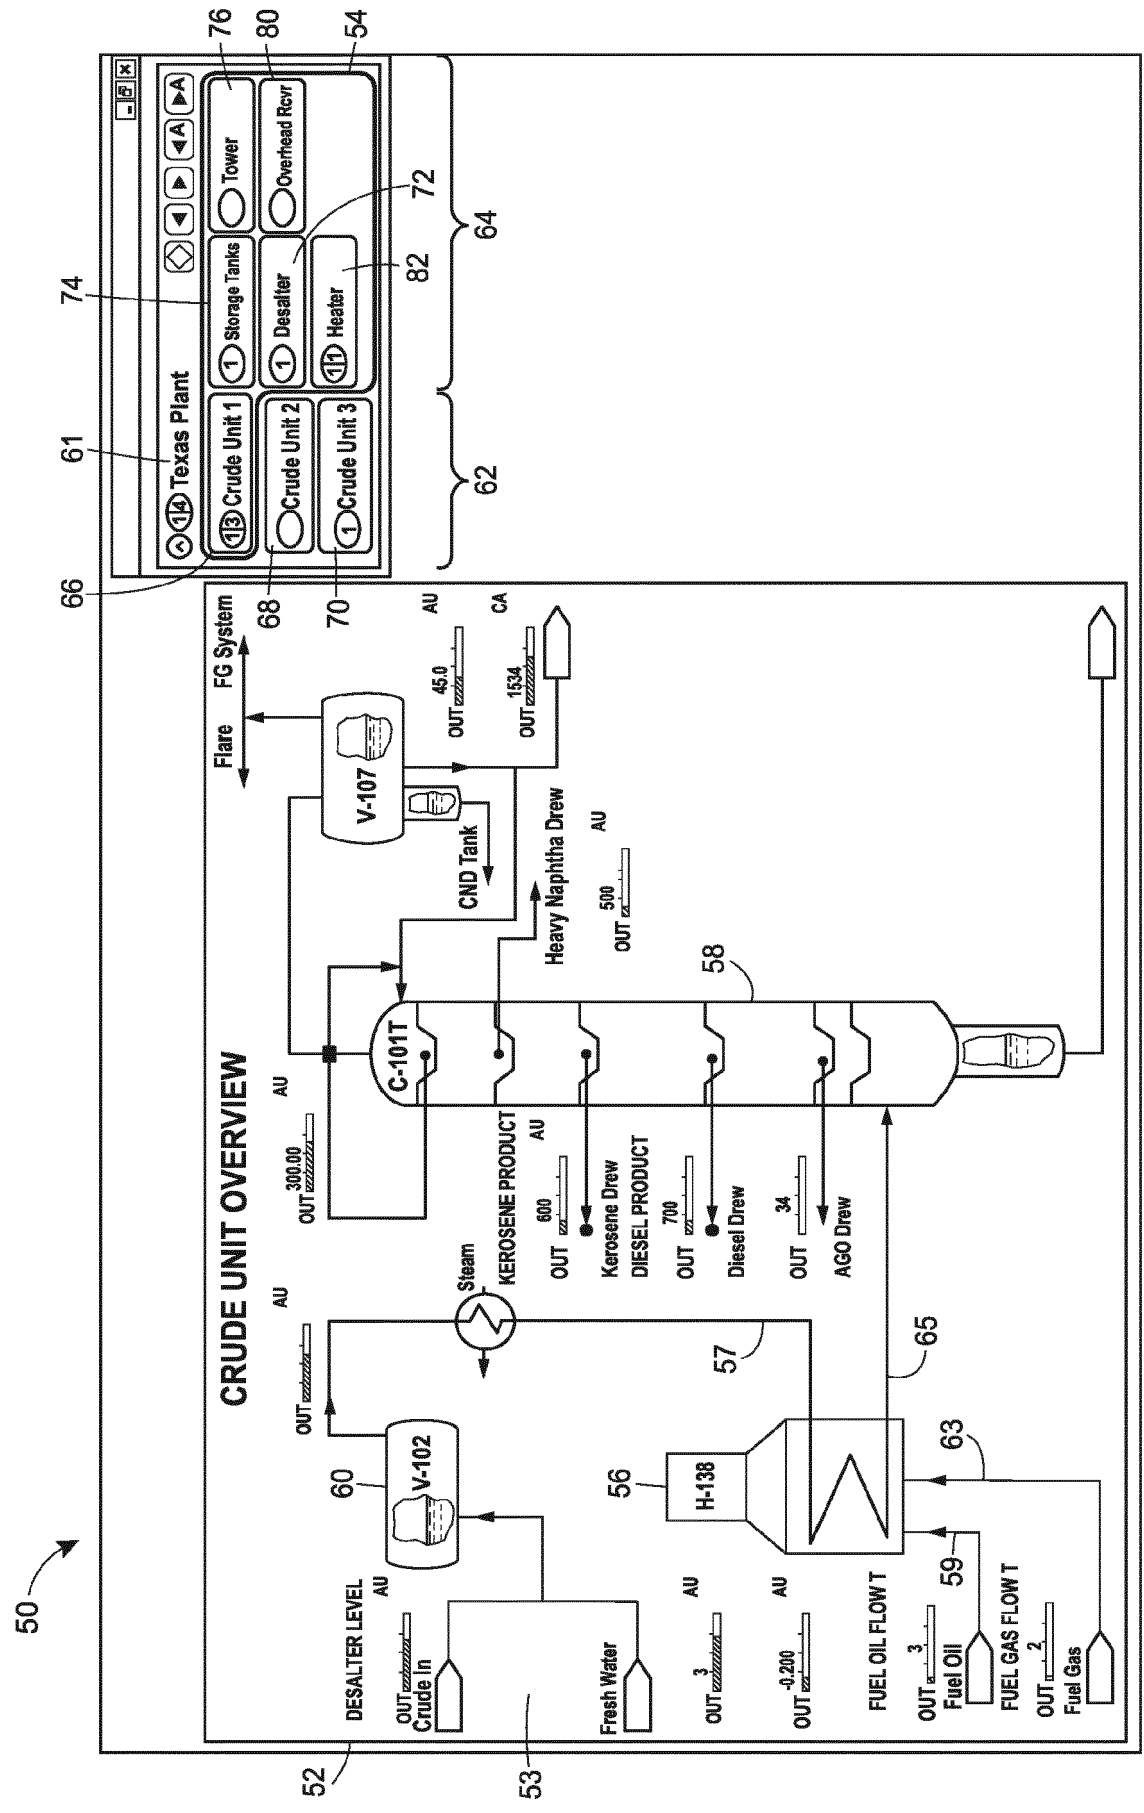 50
CRUDE UNIT OVERVIEW
52
53
DESALTER LEVEL
AU
OUT
Crude In
Fresh Water
60
V-102
OUT
AU
Steam
57
AU
OUT 3
AU
OUT -0.200
FUEL OIL FLOW T
OUT 3
Fuel Oil
FUEL GAS FLOW T
OUT 2
Fuel Gas
56
H-138
59
63
65
OUT 300.00
AU
C-101T
58
KEROSENE PRODUCT
AU
OUT 600
Kerosene Drew
DIESEL PRODUCT
OUT 700
Diesel Drew
OUT 34
AGO Drew
Flare
FG System
V-107
CND Tank
Heavy Naphtha Drew
AU
OUT 500
AU
OUT 45.0
CA
OUT 1534
61
66
68
70
62
64
74
76
80
54
72
82
^ 1|4 Texas Plant
A A
1|3 Crude Unit 1
1 Storage Tanks
Tower
Crude Unit 2
1 Desalter
Overhead Rcvr
1 Crude Unit 3
1|1 Heater